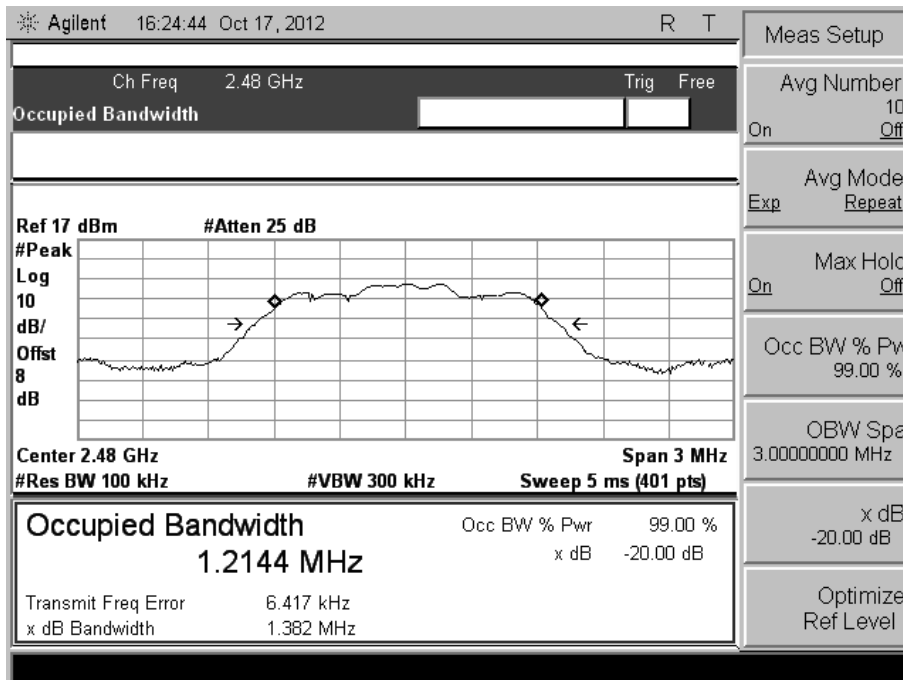 Agilent 16:24:44 Oct 17, 2012 R T
Ch Freq 2.48 GHz Trig Free
Occupied Bandwidth
Ref 17 dBm #Atten 25 dB
#Peak
Log
10
dB/
Offst
8
dB
Center 2.48 GHz Span 3 MHz
#Res BW 100 kHz #VBW 300 kHz Sweep 5 ms (401 pts)
Occupied Bandwidth Occ BW % Pwr 99.00 %
1.2144 MHz x dB -20.00 dB
Transmit Freq Error 6.417 kHz
x dB Bandwidth 1.382 MHz
Meas Setup
Avg Number
10
On Off
Avg Mode
Exp Repeat
Max Hold
On Off
Occ BW % Pw
99.00 %
OBW Spa
3.00000000 MHz
x dB
-20.00 dB
Optimize
Ref Level